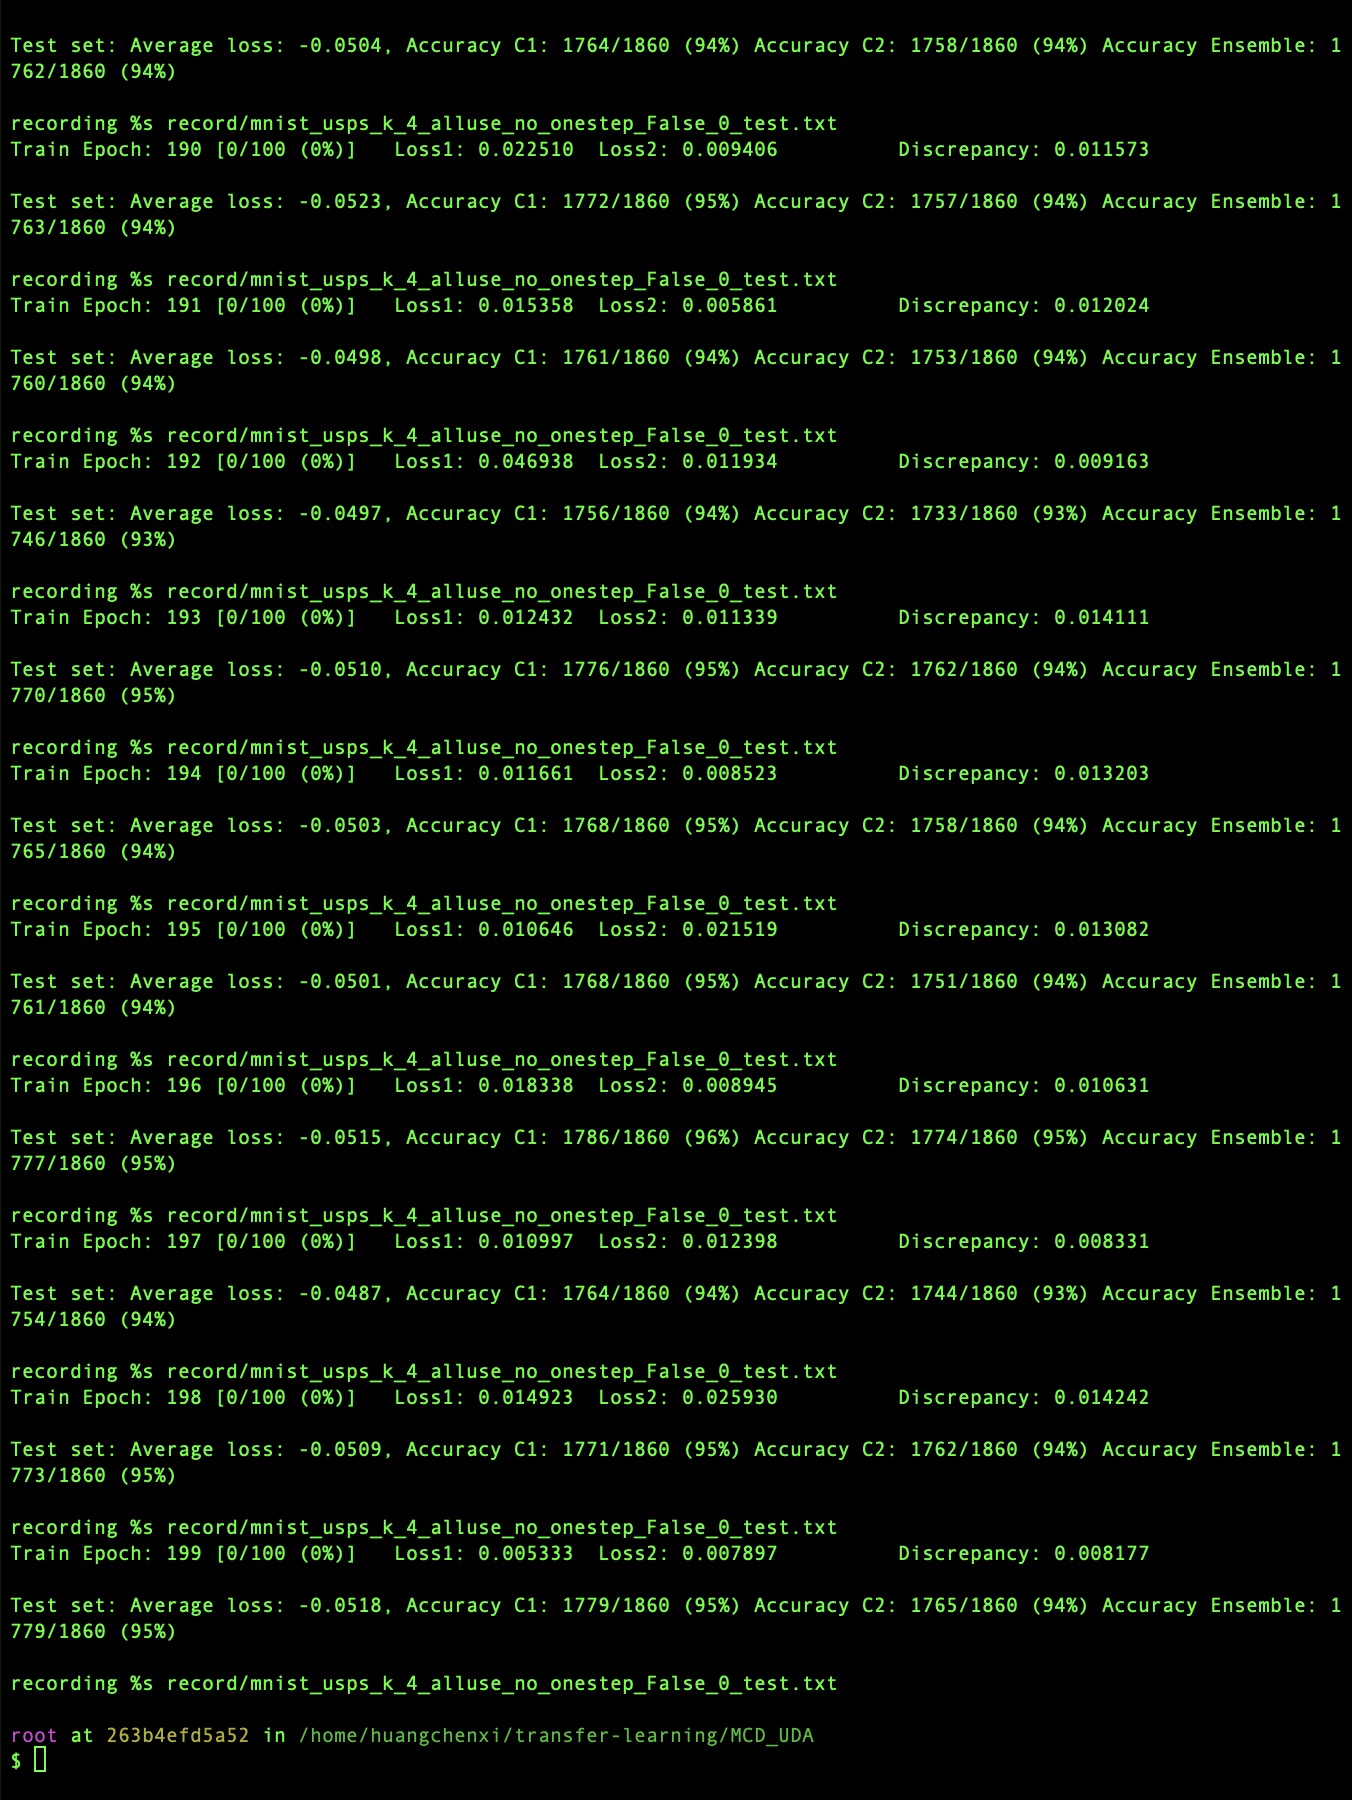 Test set: Average loss: -0.0504, Accuracy C1: 1764/1860 (94%) Accuracy C2: 1758/1860 (94%) Accuracy Ensemble: 1
762/1860 (94%)
recording %s record/mnist_usps_k_4_alluse_no_onestep_False_0_test.txt
Train Epoch: 190 [0/100 (0%)]   Loss1: 0.022510  Loss2: 0.009406          Discrepancy: 0.011573
Test set: Average loss: -0.0523, Accuracy C1: 1772/1860 (95%) Accuracy C2: 1757/1860 (94%) Accuracy Ensemble: 1
763/1860 (94%)
recording %s record/mnist_usps_k_4_alluse_no_onestep_False_0_test.txt
Train Epoch: 191 [0/100 (0%)]   Loss1: 0.015358  Loss2: 0.005861          Discrepancy: 0.012024
Test set: Average loss: -0.0498, Accuracy C1: 1761/1860 (94%) Accuracy C2: 1753/1860 (94%) Accuracy Ensemble: 1
760/1860 (94%)
recording %s record/mnist_usps_k_4_alluse_no_onestep_False_0_test.txt
Train Epoch: 192 [0/100 (0%)]   Loss1: 0.046938  Loss2: 0.011934          Discrepancy: 0.009163
Test set: Average loss: -0.0497, Accuracy C1: 1756/1860 (94%) Accuracy C2: 1733/1860 (93%) Accuracy Ensemble: 1
746/1860 (93%)
recording %s record/mnist_usps_k_4_alluse_no_onestep_False_0_test.txt
Train Epoch: 193 [0/100 (0%)]   Loss1: 0.012432  Loss2: 0.011339          Discrepancy: 0.014111
Test set: Average loss: -0.0510, Accuracy C1: 1776/1860 (95%) Accuracy C2: 1762/1860 (94%) Accuracy Ensemble: 1
770/1860 (95%)
recording %s record/mnist_usps_k_4_alluse_no_onestep_False_0_test.txt
Train Epoch: 194 [0/100 (0%)]   Loss1: 0.011661  Loss2: 0.008523          Discrepancy: 0.013203
Test set: Average loss: -0.0503, Accuracy C1: 1768/1860 (95%) Accuracy C2: 1758/1860 (94%) Accuracy Ensemble: 1
765/1860 (94%)
recording %s record/mnist_usps_k_4_alluse_no_onestep_False_0_test.txt
Train Epoch: 195 [0/100 (0%)]   Loss1: 0.010646  Loss2: 0.021519          Discrepancy: 0.013082
Test set: Average loss: -0.0501, Accuracy C1: 1768/1860 (95%) Accuracy C2: 1751/1860 (94%) Accuracy Ensemble: 1
761/1860 (94%)
recording %s record/mnist_usps_k_4_alluse_no_onestep_False_0_test.txt
Train Epoch: 196 [0/100 (0%)]   Loss1: 0.018338  Loss2: 0.008945          Discrepancy: 0.010631
Test set: Average loss: -0.0515, Accuracy C1: 1786/1860 (96%) Accuracy C2: 1774/1860 (95%) Accuracy Ensemble: 1
777/1860 (95%)
recording %s record/mnist_usps_k_4_alluse_no_onestep_False_0_test.txt
Train Epoch: 197 [0/100 (0%)]   Loss1: 0.010997  Loss2: 0.012398          Discrepancy: 0.008331
Test set: Average loss: -0.0487, Accuracy C1: 1764/1860 (94%) Accuracy C2: 1744/1860 (93%) Accuracy Ensemble: 1
754/1860 (94%)
recording %s record/mnist_usps_k_4_alluse_no_onestep_False_0_test.txt
Train Epoch: 198 [0/100 (0%)]   Loss1: 0.014923  Loss2: 0.025930          Discrepancy: 0.014242
Test set: Average loss: -0.0509, Accuracy C1: 1771/1860 (95%) Accuracy C2: 1762/1860 (94%) Accuracy Ensemble: 1
773/1860 (95%)
recording %s record/mnist_usps_k_4_alluse_no_onestep_False_0_test.txt
Train Epoch: 199 [0/100 (0%)]   Loss1: 0.005333  Loss2: 0.007897          Discrepancy: 0.008177
Test set: Average loss: -0.0518, Accuracy C1: 1779/1860 (95%) Accuracy C2: 1765/1860 (94%) Accuracy Ensemble: 1
779/1860 (95%)
recording %s record/mnist_usps_k_4_alluse_no_onestep_False_0_test.txt
root at 263b4efd5a52 in /home/huangchenxi/transfer-learning/MCD_UDA
$